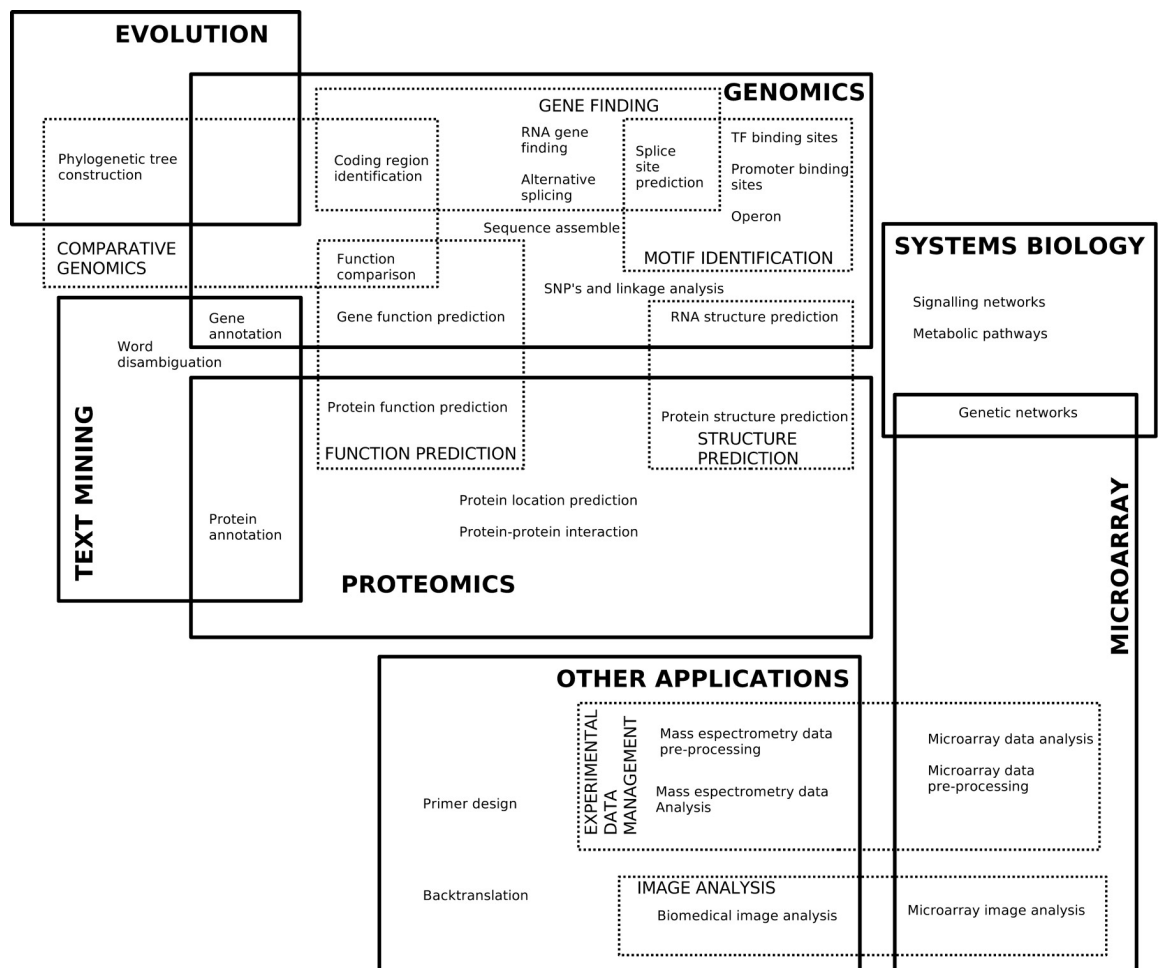 EVOLUTION
GENOMICS
GENE FINDING
RNA gene
finding
Alternative
splicing
Splice
site
prediction
TF binding sites
Promoter binding
sites
Operon
MOTIF IDENTIFICATION
Phylogenetic tree
construction
Coding region
identification
COMPARATIVE
GENOMICS
Sequence assemble
Function
comparison
SNP's and linkage analysis
Gene function prediction
RNA structure prediction
Gene
annotation
Word
disambiguation
TEXT MINING
Protein function prediction
FUNCTION PREDICTION
Protein structure prediction
STRUCTURE
PREDICTION
Protein location prediction
Protein-protein interaction
Protein
annotation
PROTEOMICS
SYSTEMS BIOLOGY
Signalling networks
Metabolic pathways
Genetic networks
MICROARRAY
OTHER APPLICATIONS
EXPERIMENTAL
DATA
MANAGEMENT
Mass espectrometry data
pre-processing
Mass espectrometry data
Analysis
Microarray data analysis
Microarray data
pre-processing
Primer design
Backtranslation
IMAGE ANALYSIS
Biomedical image analysis
Microarray image analysis